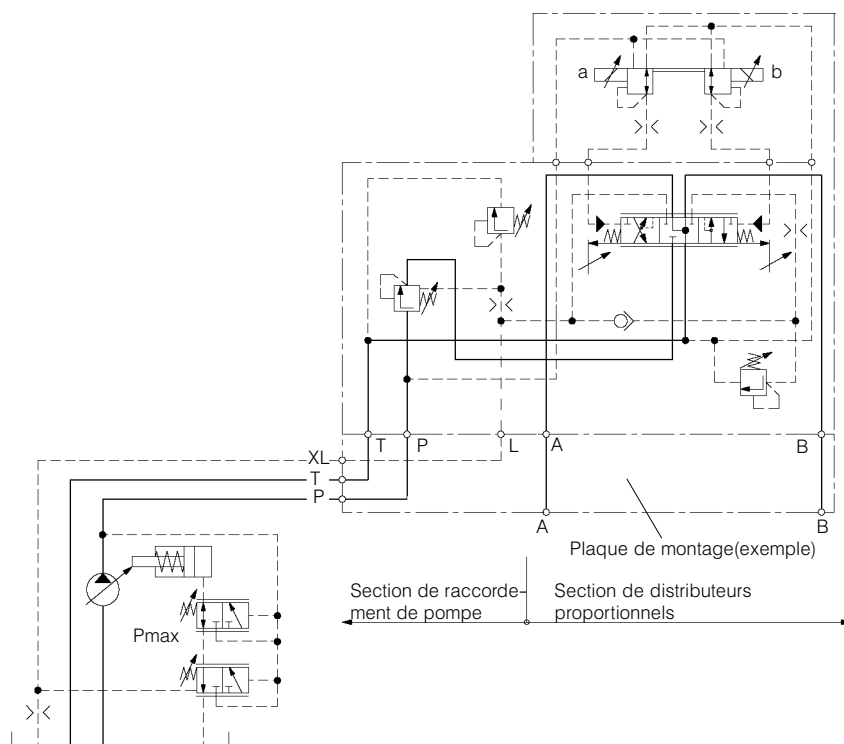 a
b
T
P
L
A
B
XL
T
P
A
B
Plaque de montage(exemple)
Section de raccorde-
ment de pompe
Section de distributeurs
proportionnels
Pmax